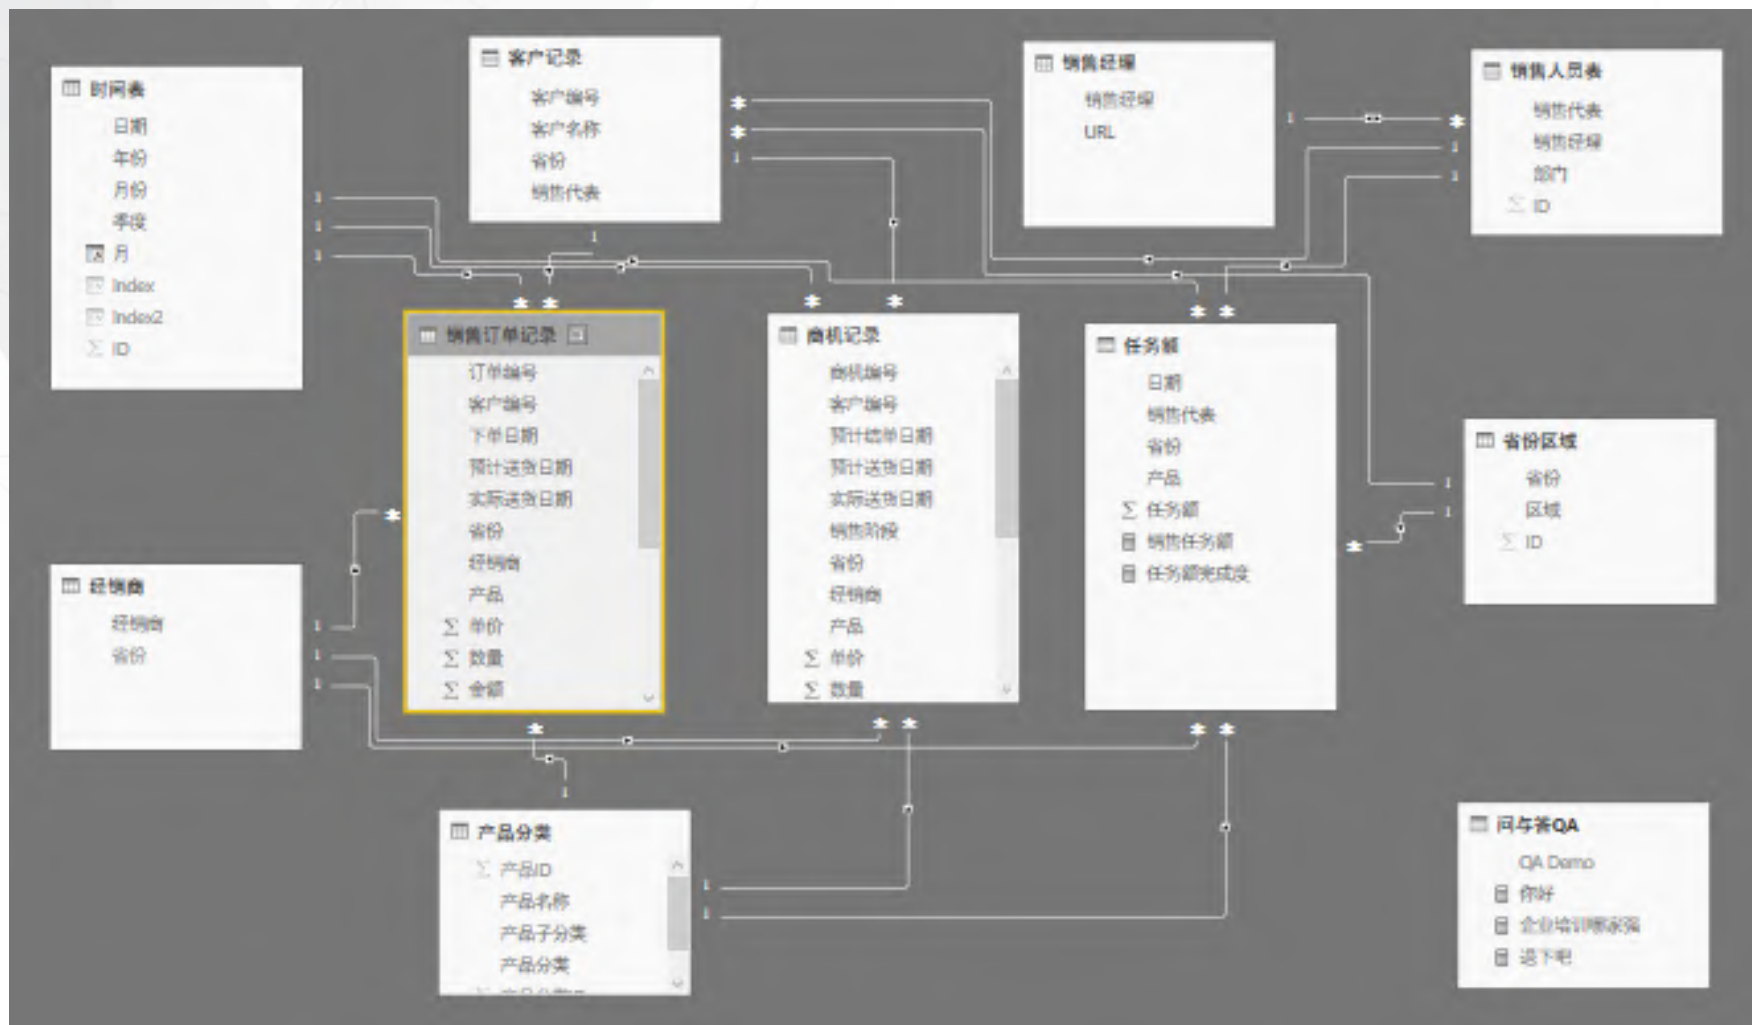 时间表
日期
年份
月份
季度
月
Index
Index2
ID
客户记录
客户编号
客户名称
省份
销售代表
销售经理
销售经理
URL
销售人员表
销售代表
销售经理
部门
ID
销售订单记录
订单编号
客户编号
下单日期
预计送货日期
实际送货日期
省份
经销商
产品
单价
数量
金额
商机记录
商机编号
客户编号
预计结单日期
预计送货日期
实际送货日期
销售阶段
省份
经销商
产品
单价
数量
任务额
日期
销售代表
省份
产品
任务额
销售任务额
任务额完成度
省份区域
省份
区域
ID
经销商
经销商
省份
产品分类
产品ID
产品名称
产品子分类
产品分类
问与答QA
QA Demo
你好
企业培训哪家强
退下吧